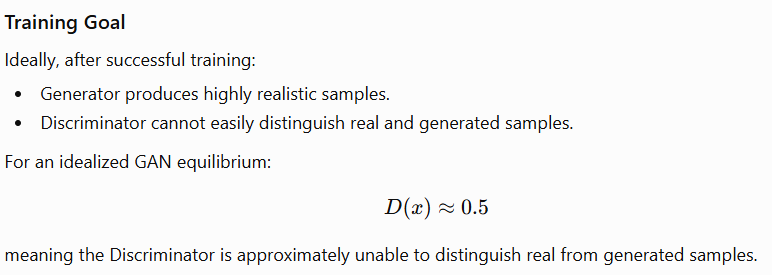 Training Goal
Ideally, after successful training:
• Generator produces highly realistic samples.
• Discriminator cannot easily distinguish real and generated samples.
For an idealized GAN equilibrium:
D(x) ≈ 0.5
meaning the Discriminator is approximately unable to distinguish real from generated samples.